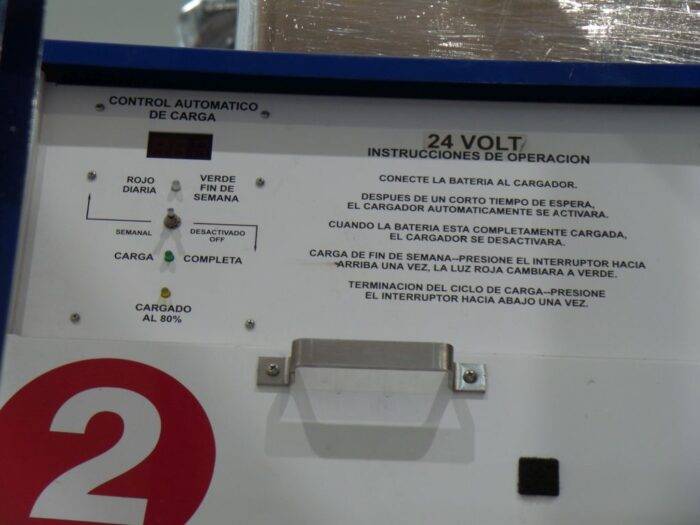 CONTROL AUTOMATICO
DE CARGA
ROJO
DIARIA
VERDE
FIN DE
SEMANA
SEMANAL
DESACTIVADO
OFF
CARGA
COMPLETA
CARGADO
AL 80%
24 VOLT
INSTRUCCIONES DE OPERACION
CONECTE LA BATERIA AL CARGADOR.
DESPUES DE UN CORTO TIEMPO DE ESPERA,
EL CARGADOR AUTOMATICAMENTE SE ACTIVARA.
CUANDO LA BATERIA ESTA COMPLETAMENTE CARGADA,
EL CARGADOR SE DESACTIVARA.
CARGA DE FIN DE SEMANA--PRESIONE EL INTERRUPTOR HACIA
ARRIBA UNA VEZ, LA LUZ ROJA CAMBIARA A VERDE.
TERMINACION DEL CICLO DE CARGA--PRESIONE
EL INTERRUPTOR HACIA ABAJO UNA VEZ.
2